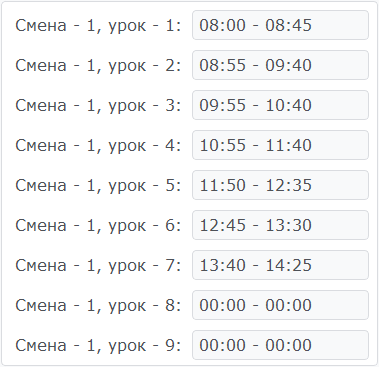 Смена - 1, урок - 1: 08:00 - 08:45
Смена - 1, урок - 2: 08:55 - 09:40
Смена - 1, урок - 3: 09:55 - 10:40
Смена - 1, урок - 4: 10:55 - 11:40
Смена - 1, урок - 5: 11:50 - 12:35
Смена - 1, урок - 6: 12:45 - 13:30
Смена - 1, урок - 7: 13:40 - 14:25
Смена - 1, урок - 8: 00:00 - 00:00
Смена - 1, урок - 9: 00:00 - 00:00